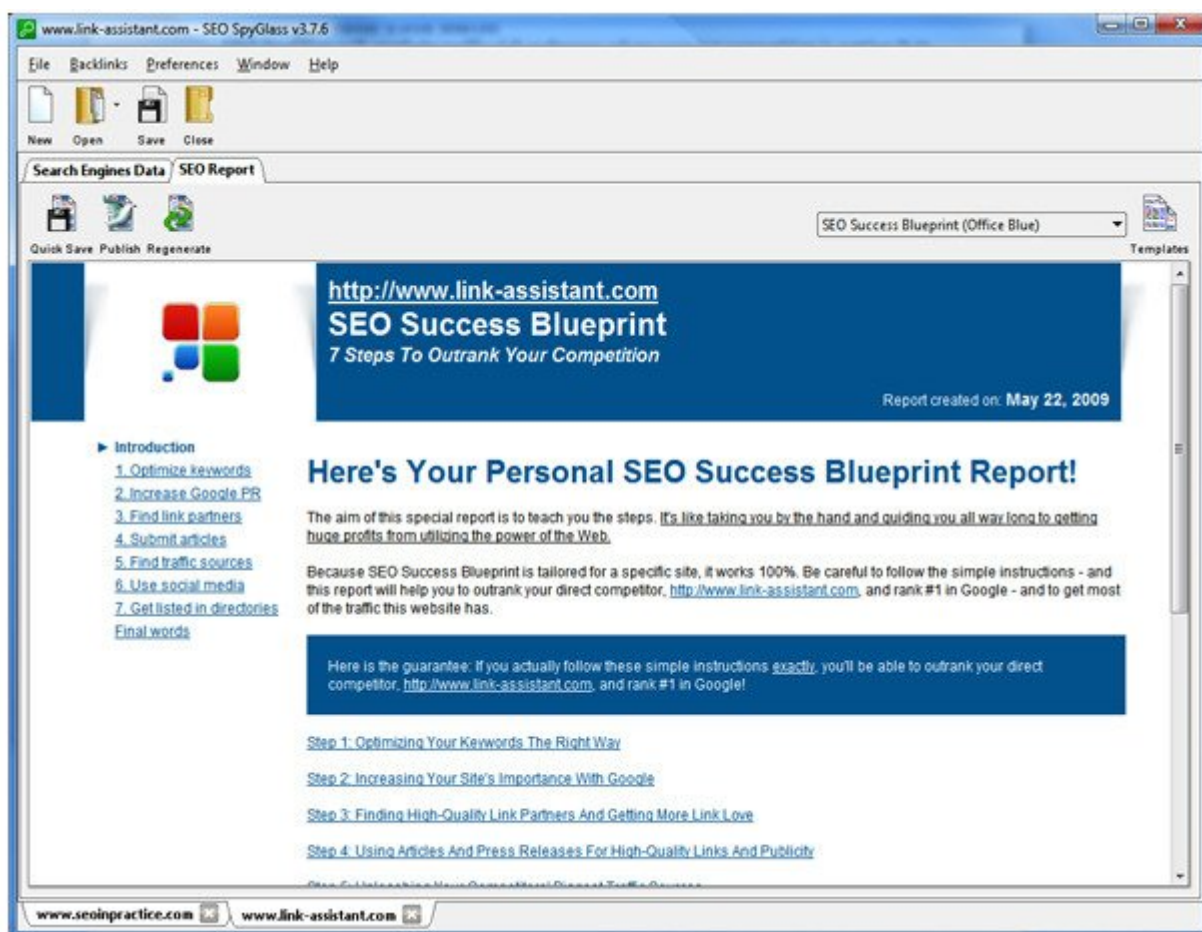 www.link-assistant.com - SEO SpyGlass v3.7.6
File Backlinks Preferences Window Help
New Open Save Close
Search Engines Data SEO Report
Quick Save Publish Regenerate
SEO Success Blueprint (Office Blue)
Templates
http://www.link-assistant.com
SEO Success Blueprint
7 Steps To Outrank Your Competition
Report created on: May 22, 2009
Introduction
1. Optimize keywords
2. Increase Google PR
3. Find link partners
4. Submit articles
5. Find traffic sources
6. Use social media
7. Get listed in directories
Final words
Here's Your Personal SEO Success Blueprint Report!
The aim of this special report is to teach you the steps. It's like taking you by the hand and guiding you all way long to getting
huge profits from utilizing the power of the Web.
Because SEO Success Blueprint is tailored for a specific site, it works 100%. Be careful to follow the simple instructions - and
this report will help you to outrank your direct competitor, http://www.link-assistant.com, and rank #1 in Google - and to get most
of the traffic this website has.
Here is the guarantee: If you actually follow these simple instructions exactly, you'll be able to outrank your direct
competitor, http://www.link-assistant.com, and rank #1 in Google!
Step 1: Optimizing Your Keywords The Right Way
Step 2: Increasing Your Site's Importance With Google
Step 3: Finding High-Quality Link Partners And Getting More Link Love
Step 4: Using Articles And Press Releases For High-Quality Links And Publicity
www.seoinpractice.com www.link-assistant.com